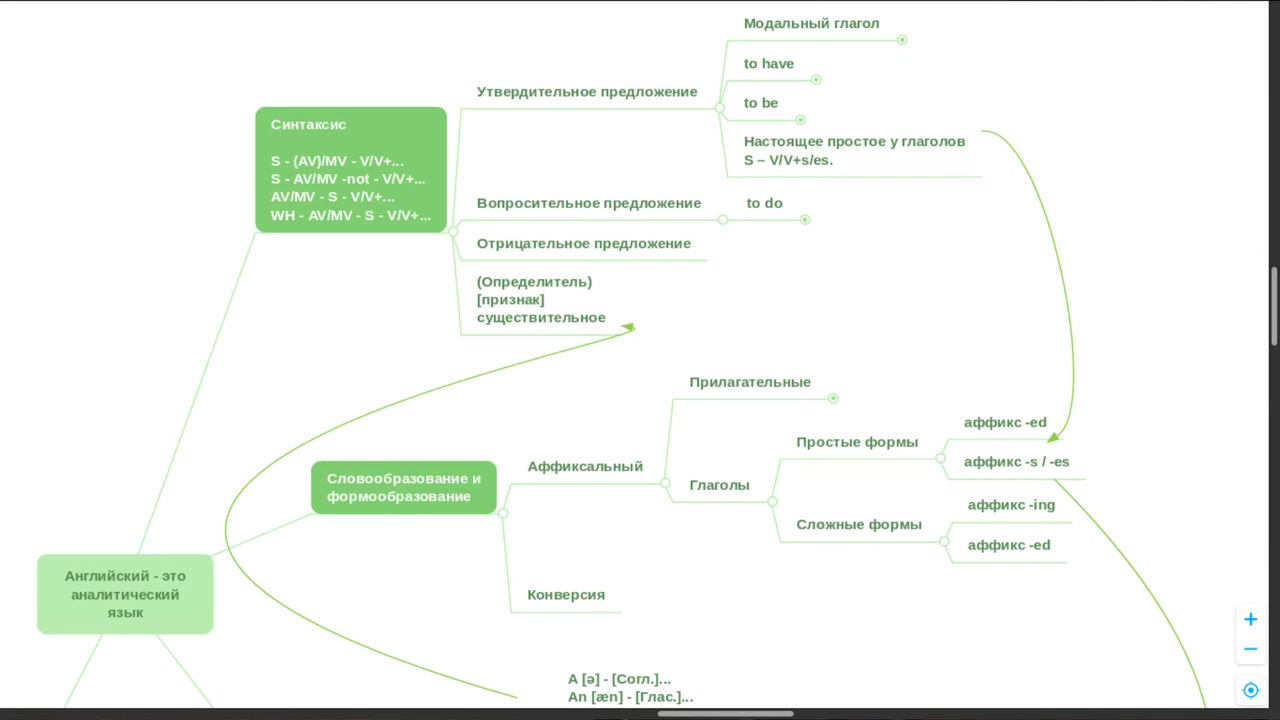 Модальный глагол
to have
Утвердительное предложение
to be
Синтаксис
Настоящее простое у глаголов
S – V/V+s/es.
S - (AV)/MV - V/V+...
S - AV/MV -not - V/V+...
AV/MV - S - V/V+...
WH - AV/MV - S - V/V+...
Вопросительное предложение
to do
Отрицательное предложение
(Определитель)
[признак]
существительное
Прилагательные
аффикс -ed
Простые формы
аффикс -s / -es
Аффиксальный
Словообразование и
формообразование
Глаголы
аффикс -ing
Сложные формы
аффикс -ed
Английский - это
аналитический
язык
Конверсия
A [ə] - [Согл.]...
An [æn] - [Глас.]...